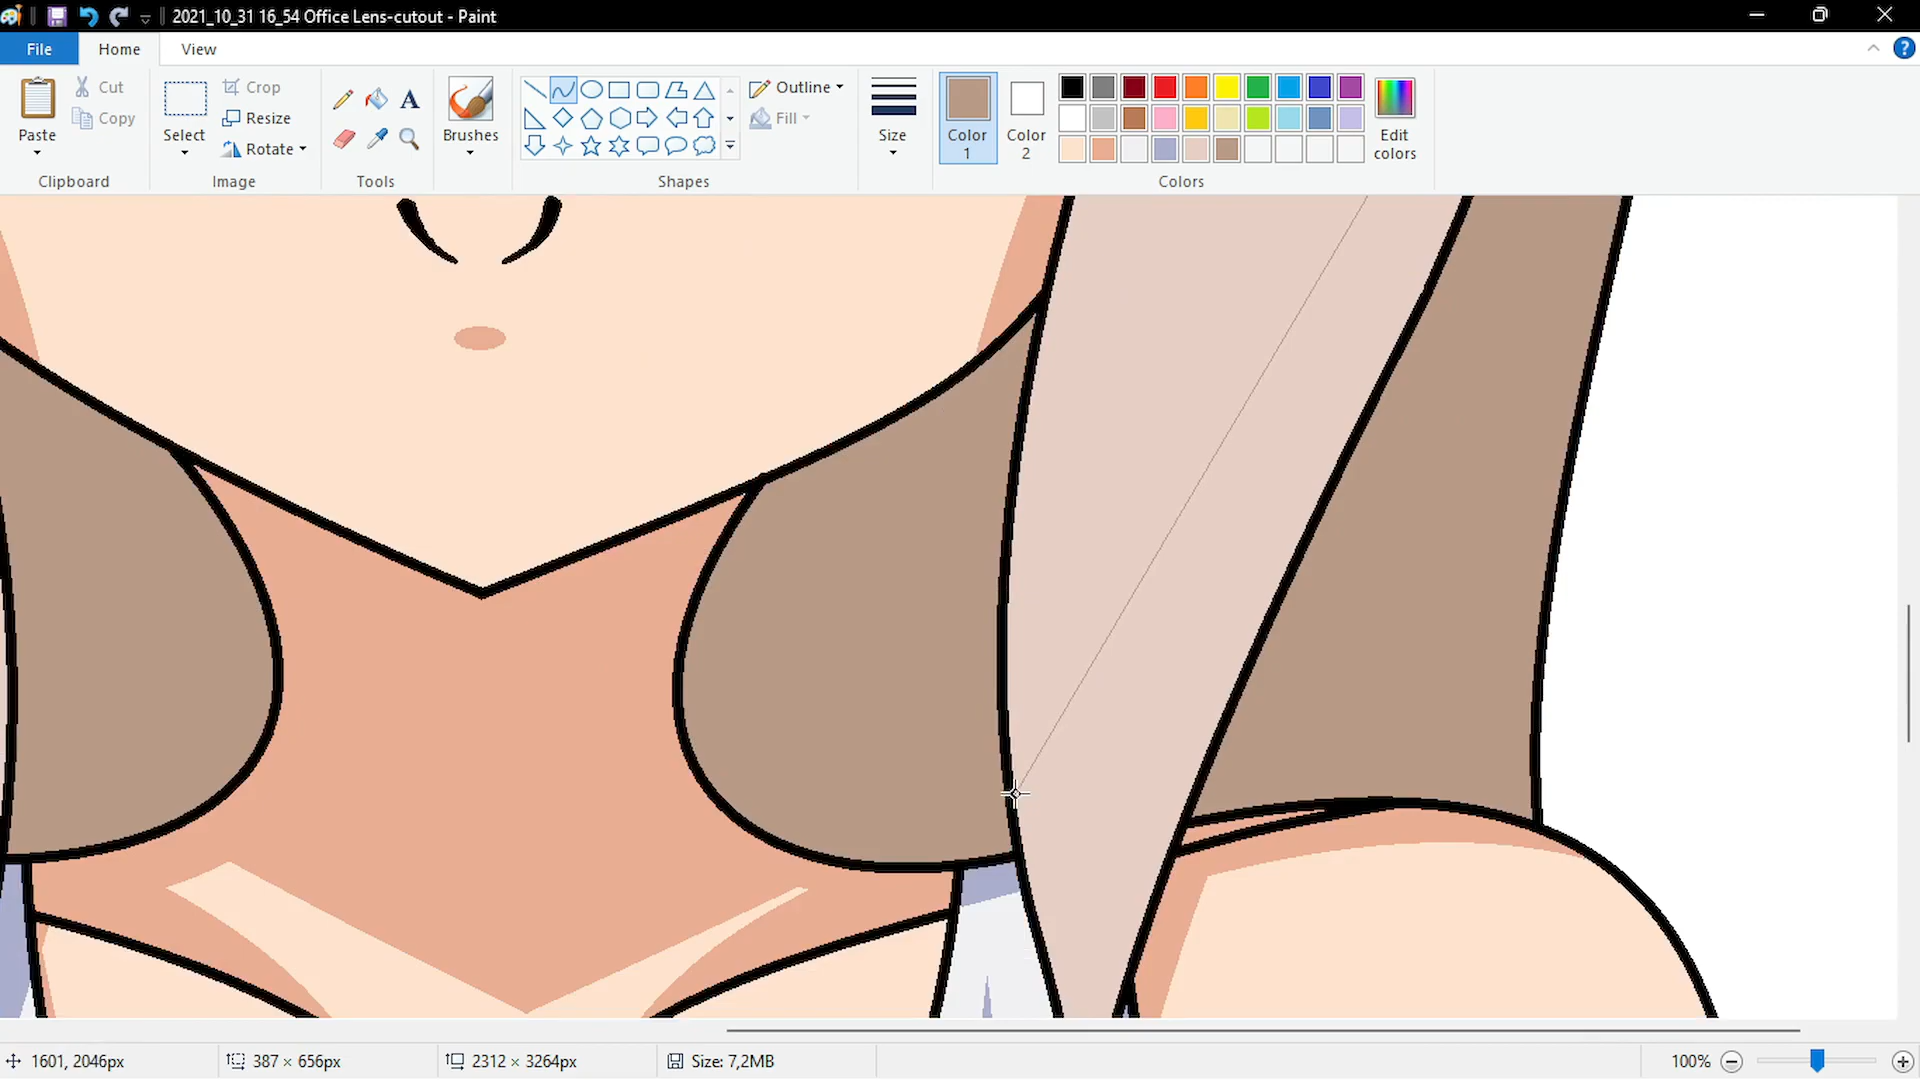 2021_10_31 16_54 Office Lens-cutout - Paint
File Home View
Paste
Cut
Copy
Clipboard
Select
Crop
Resize
Rotate
Image
A
Tools
Brushes
Shapes
Outline
Fill
Size
Color 1
Color 2
Edit colors
Colors
1601, 2046px 387 × 656px 2312 × 3264px Size: 7,2MB 100%